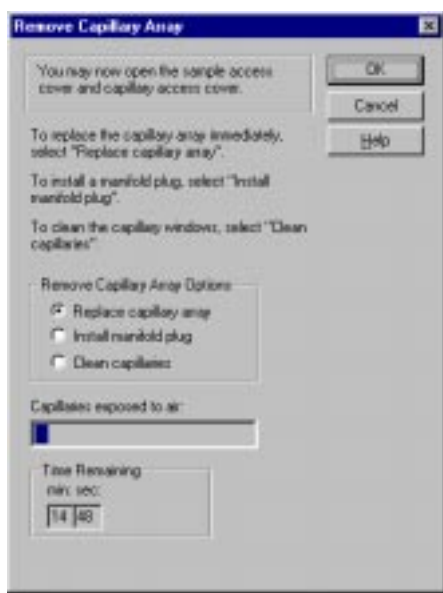 Remove Capillary Array
You may now open the sample access
cover and capillary access cover.
OK
Cancel
Help
To replace the capillary array immediately,
select "Replace capillary array".
To install a manifold plug, select "Install
manifold plug".
To clean the capillary windows, select "Clean
capillaries"
Remove Capillary Array Options
Replace capillary array
Install manifold plug
Clean capillaries
Capillaries exposed to air:
Time Remaining
min: sec:
14 48